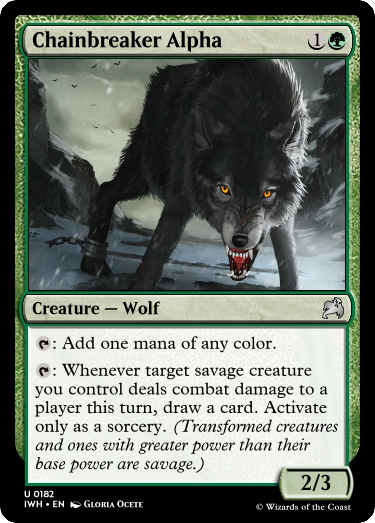 Chainbreaker Alpha 1
Creature — Wolf
: Add one mana of any color.
: Whenever target savage creature
you control deals combat damage to a
player this turn, draw a card. Activate
only as a sorcery. (Transformed creatures
and ones with greater power than their
base power are savage.)
2/3
U 0182
IWH • EN Gloria Ocete
© Wizards of the Coast